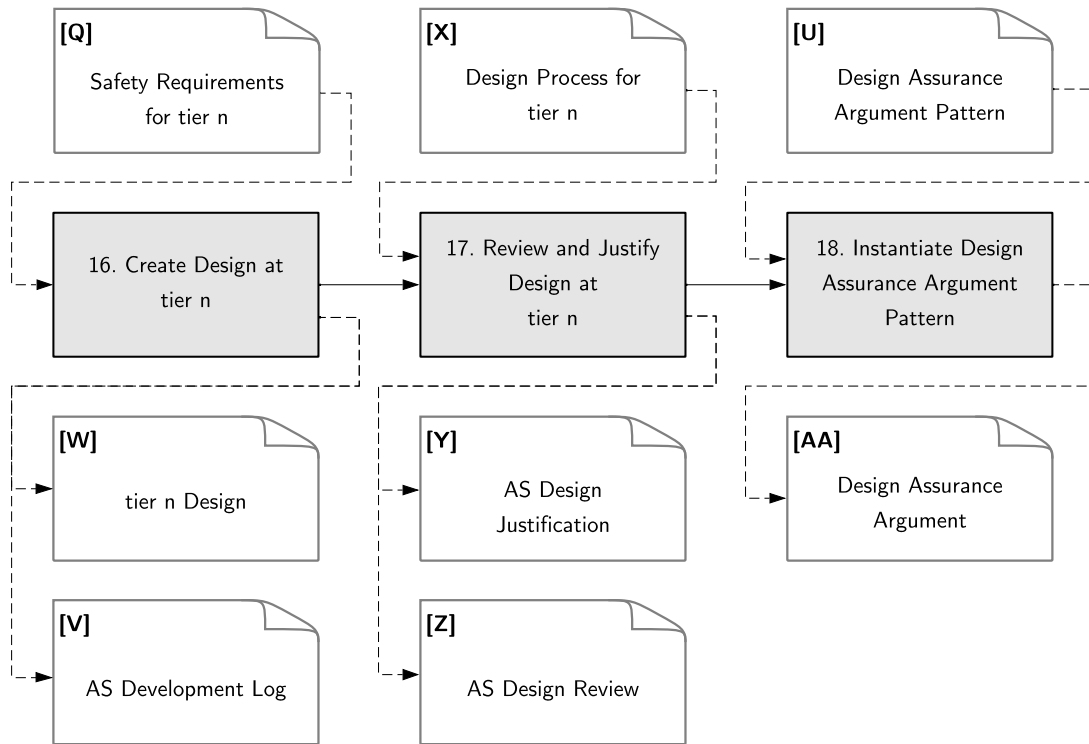 [Q]
Safety Requirements
for tier n
[X]
Design Process for
tier n
[U]
Design Assurance
Argument Pattern
16. Create Design at
tier n
17. Review and Justify
Design at
tier n
18. Instantiate Design
Assurance Argument
Pattern
[W]
tier n Design
[Y]
AS Design
Justification
[AA]
Design Assurance
Argument
[V]
AS Development Log
[Z]
AS Design Review